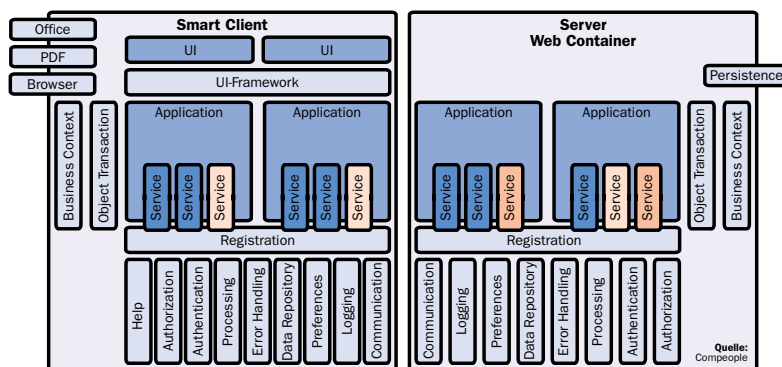 Smart Client
Office
PDF
Browser
UI
UI
UI-Framework
Business Context
Object Transaction
Application
Application
Service
Service
Service
Service
Service
Service
Registration
Help
Authorization
Authentication
Processing
Error Handling
Data Repository
Preferences
Logging
Communication
Server
Web Container
Persistence
Application
Application
Service
Service
Service
Service
Service
Service
Object Transaction
Business Context
Registration
Communication
Logging
Preferences
Data Repository
Error Handling
Processing
Authentication
Authorization
Quelle:
Compeople